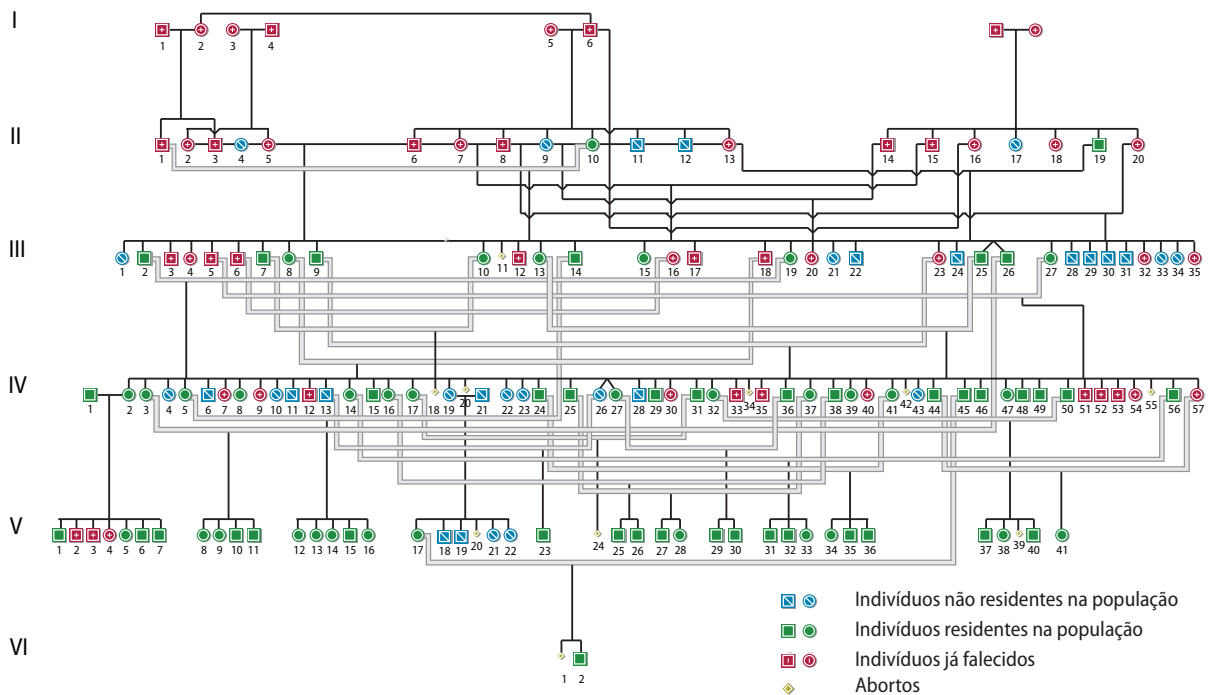 I
1 2 3 4 5 6
II
1 2 3 4 5 6 7 8 9 10 11 12 13 14 15 16 17 18 19 20
III
1 2 3 4 5 6 7 8 9 10 11 12 13 14 15 16 17 18 19 20 21 22 23 24 25 26 27 28 29 30 31 32 33 34 35
IV
1 2 3 4 5 6 7 8 9 10 11 12 13 14 15 16 17 18 19 20 21 22 23 24 25 26 27 28 29 30 31 32 33 34 35 36 37 38 39 40 41 42 43 44 45 46 47 48 49 50 51 52 53 54 55 56 57
V
1 2 3 4 5 6 7 8 9 10 11 12 13 14 15 16 17 18 19 20 21 22 23 24 25 26 27 28 29 30 31 32 33 34 35 36 37 38 39 40 41
Indivíduos não residentes na população
Indivíduos residentes na população
VI
Indivíduos já falecidos
1 2
Abortos